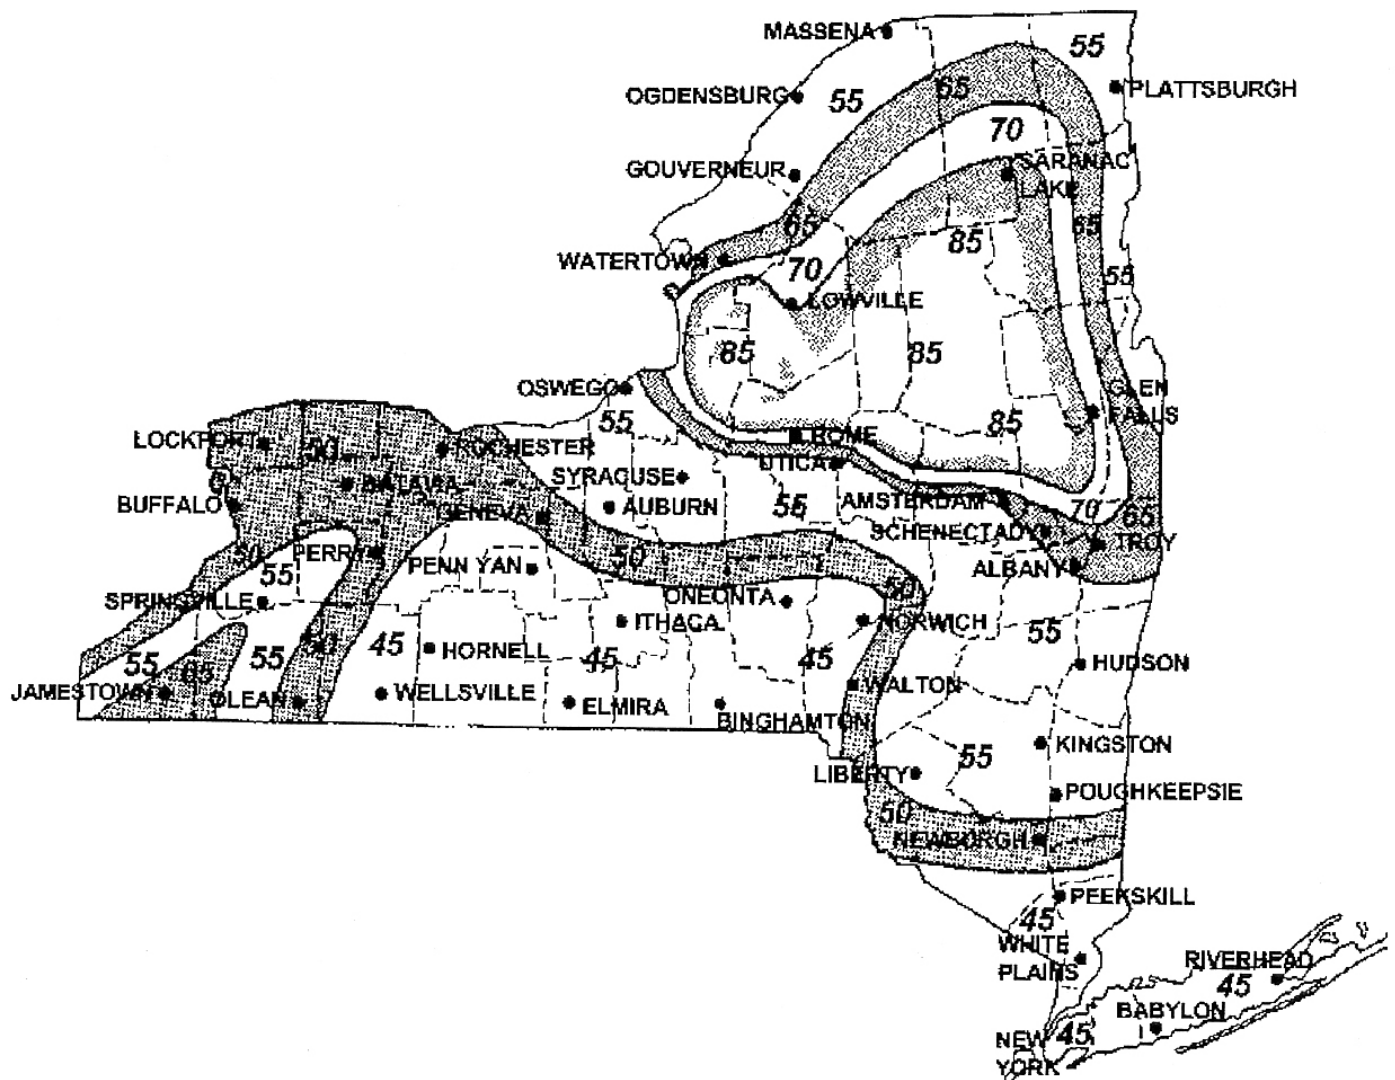 MASSENA
55
OGDENSBURG
55
65
PLATTSBURGH
70
GOUVERNEUR
SARANAC
LAKE
65
65
85
WATERTOWN
70
55
LOWVILLE
85
85
OSWEGO
GLEN
FALLS
55
85
LOCKPORT
50
ROCHESTER
ROME
UTICA
SYRACUSE
BATAVIA
BUFFALO
GENEVA
AUBURN
55
AMSTERDAM
70
65
SCHENECTADY
TROY
50
PERRY
50
ALBANY
55
PENN YAN
50
SPRINGVILLE
ONEONTA
ITHACA
NORWICH
55
55
65
55
50
45
HORNELL
45
45
HUDSON
JAMESTOWN
OLEAN
WELLSVILLE
ELMIRA
WALTON
BINGHAMTON
KINGSTON
55
LIBERTY
POUGHKEEPSIE
50
NEWBURGH
PEEKSKILL
45
WHITE
PLAINS
RIVERHEAD
45
BABYLON
NEW
YORK
45